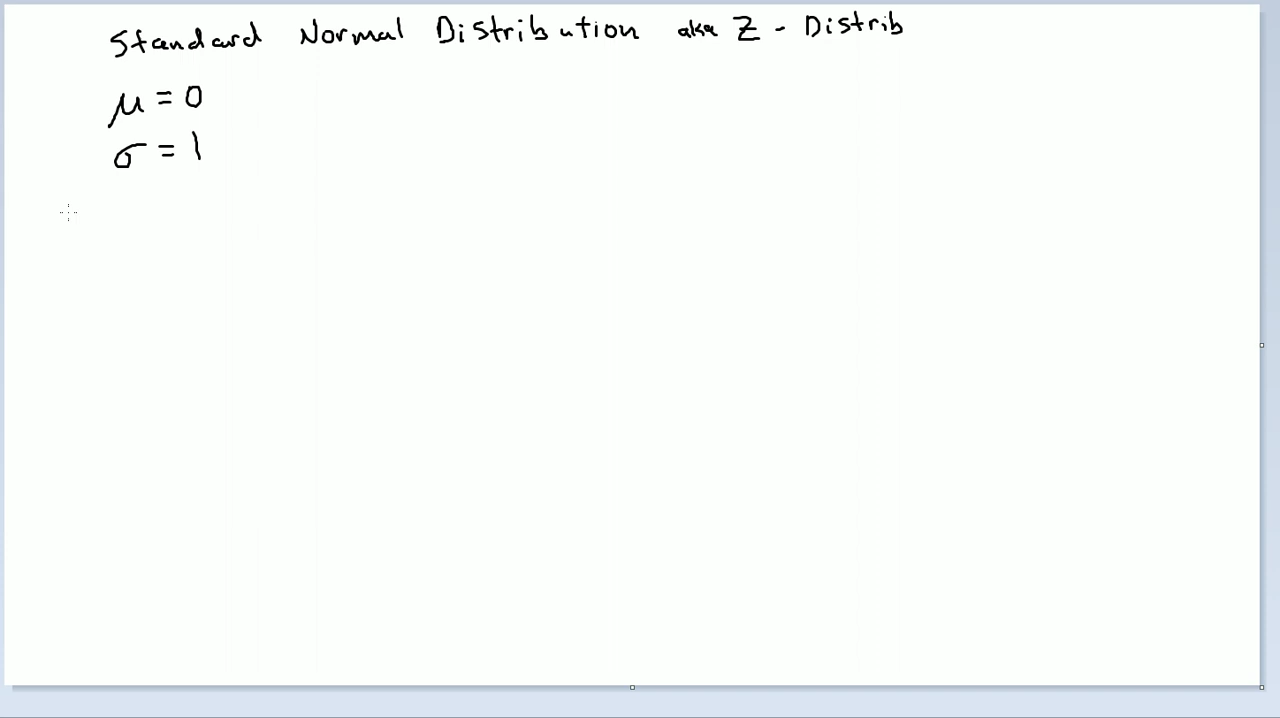 Standard Normal Distribution aka Z - Distrib
μ = 0
σ = 1